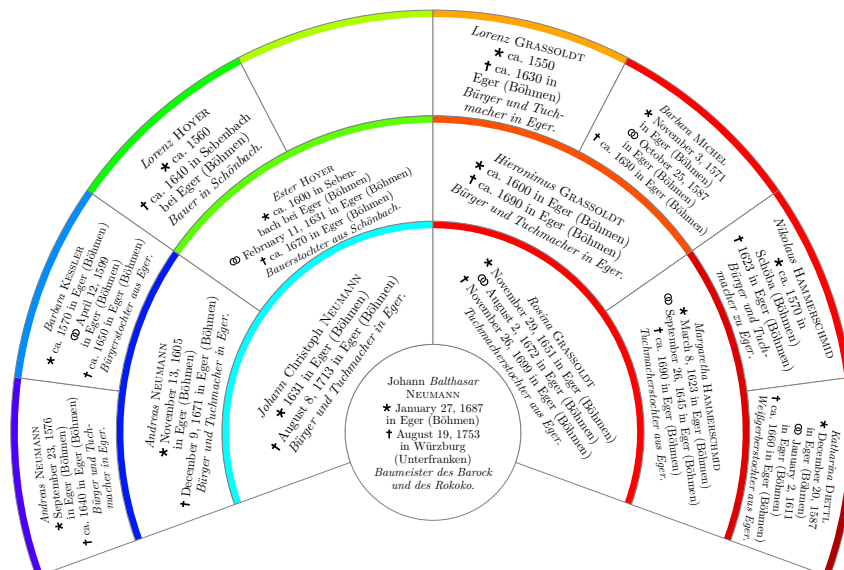 Johann Balthasar
NEUMANN
* January 27, 1687
in Eger (Böhmen)
† August 19, 1753
in Würzburg
(Unterfranken)
Baumeister des Barock
und des Rokoko.
Johann Christoph NEUMANN
* 1631 in Eger (Böhmen)
† August 8, 1713 in Eger (Böhmen)
Bürger und Tuchmacher in Eger.
Rosina GRASSOLDT
* November 29, 1651 in Eger (Böhmen)
⚭ August 2, 1672 in Eger (Böhmen)
† November 26, 1699 in Eger (Böhmen)
Tuchmacherstochter aus Eger.
Andreas NEUMANN
* November 13, 1605
in Eger (Böhmen)
† December 9, 1671 in Eger (Böhmen)
Bürger und Tuchmacher in Eger.
Ester HOYER
* ca. 1600 in Seben-
bach bei Eger (Böhmen)
⚭ February 11, 1631 in Eger (Böhmen)
† ca. 1670 in Eger (Böhmen)
Bauerstochter aus Schönbach.
Hieronimus GRASSOLDT
* ca. 1600 in Eger (Böhmen)
† ca. 1690 in Eger (Böhmen)
Bürger und Tuchmacher in Eger.
Margaretha HAMMERSCHMID
* March 8, 1623 in Eger (Böhmen)
⚭ September 26, 1645 in Eger (Böhmen)
† ca. 1690 in Eger (Böhmen)
Tuchmacherstochter aus Eger.
Andreas NEUMANN
* September 23, 1576
in Eger (Böhmen)
† ca. 1640 in Eger (Böhmen)
Bürger und Tuch-
macher in Eger.
Barbara KESSLER
* ca. 1570 in Eger (Böhmen)
⚭ April 12, 1599
in Eger (Böhmen)
† ca. 1650 in Eger (Böhmen)
Bürgerstochter aus Eger.
Lorenz HOYER
* ca. 1560
† ca. 1640 in Sebenbach
bei Eger (Böhmen)
Bauer in Schönbach.
Lorenz GRASSOLDT
* ca. 1550
† ca. 1630 in
Eger (Böhmen)
Bürger und Tuch-
macher in Eger.
Barbara MICHEL
* November 3, 1571
in Eger (Böhmen)
⚭ October 25, 1587
in Eger (Böhmen)
† ca. 1630 in Eger (Böhmen)
Nikolaus HAMMERSCHMID
* ca. 1570 in
Schöba (Böhmen)
† 1623 in Eger (Böhmen)
Bürger und Tuch-
macher zu Eger.
Katharina DIETTL
* December 20, 1587
in Eger (Böhmen)
⚭ January 2, 1611
in Eger (Böhmen)
† ca. 1660 in Eger (Böhmen)
Weißgerberstochter aus Eger.